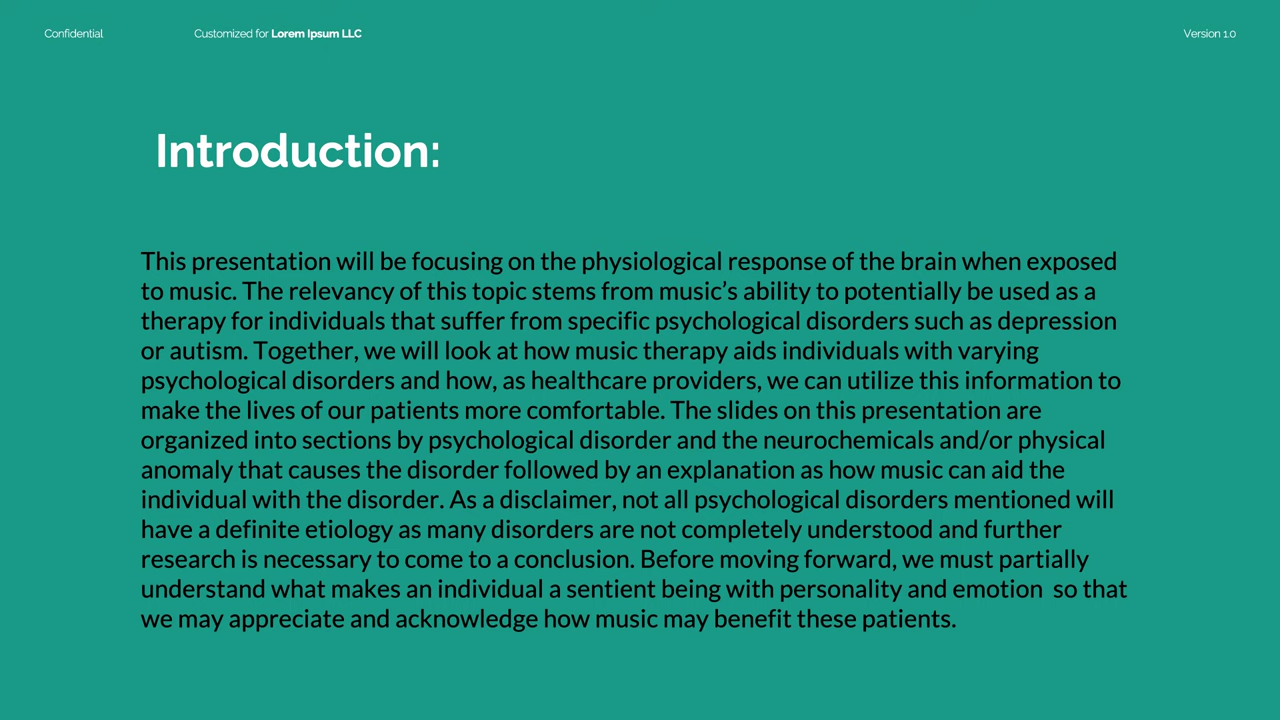 Confidential
Customized for Lorem Ipsum LLC
Version 1.0
Introduction:
This presentation will be focusing on the physiological response of the brain when exposed
to music. The relevancy of this topic stems from music’s ability to potentially be used as a
therapy for individuals that suffer from specific psychological disorders such as depression
or autism. Together, we will look at how music therapy aids individuals with varying
psychological disorders and how, as healthcare providers, we can utilize this information to
make the lives of our patients more comfortable. The slides on this presentation are
organized into sections by psychological disorder and the neurochemicals and/or physical
anomaly that causes the disorder followed by an explanation as how music can aid the
individual with the disorder. As a disclaimer, not all psychological disorders mentioned will
have a definite etiology as many disorders are not completely understood and further
research is necessary to come to a conclusion. Before moving forward, we must partially
understand what makes an individual a sentient being with personality and emotion  so that
we may appreciate and acknowledge how music may benefit these patients.